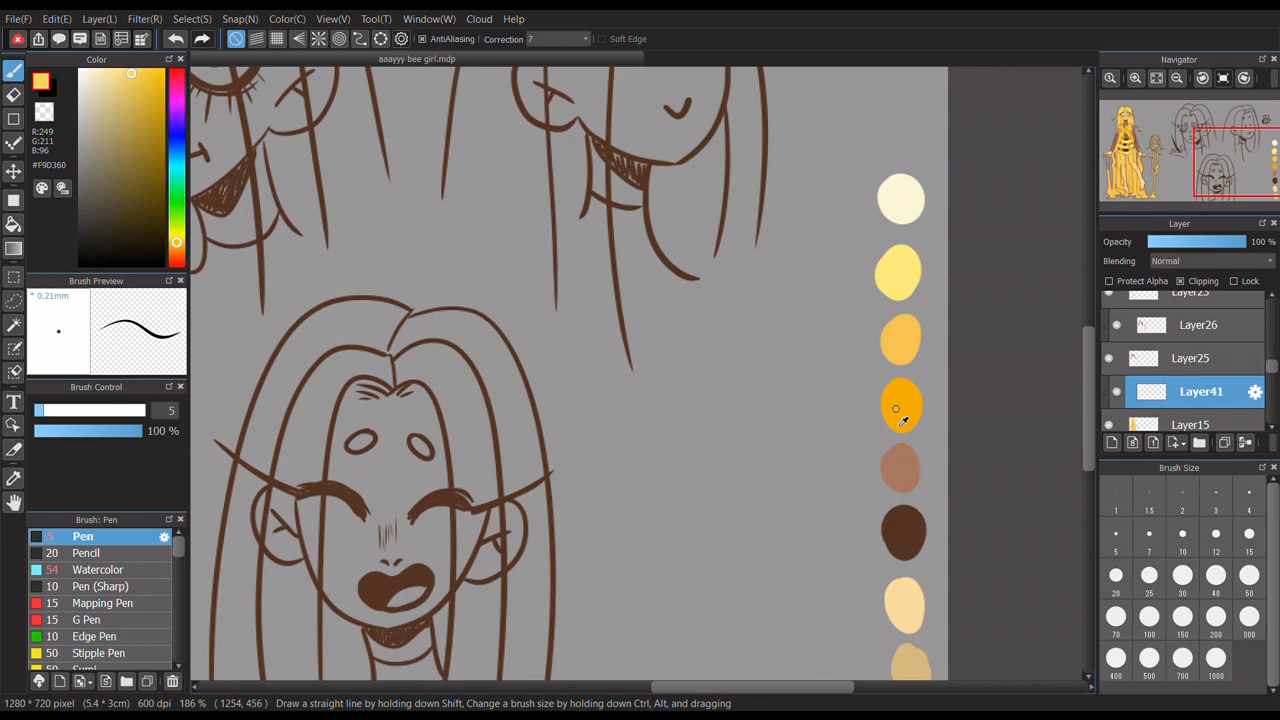 File(F) Edit(E) Layer(L) Filter(R) Select(S) Snap(N) Color(C) View(V) Tool(T) Window(W) Cloud Help
AntiAliasing Correction 7 Soft Edge
Color
aaayyy bee girl.mdp
Navigator
R:249
G:211
B:96
#F9D360
Brush Preview
* 0.21mm
Brush Control
5
100 %
Brush: Pen
5 Pen
20 Pencil
54 Watercolor
10 Pen (Sharp)
15 Mapping Pen
15 G Pen
10 Edge Pen
50 Stipple Pen
50 Sumi
Layer
Opacity 100 %
Blending Normal
Protect Alpha Clipping Lock
Layer23
Layer26
Layer25
Layer41
Layer15
Brush Size
1 1.5 2 3 4
5 7 10 12 15
20 25 30 40 50
70 100 150 200 300
400 500 700 1000
1280 * 720 pixel (5.4 * 3cm) 600 dpi 186 % ( 1254, 456 ) Draw a straight line by holding down Shift, Change a brush size by holding down Ctrl, Alt, and dragging